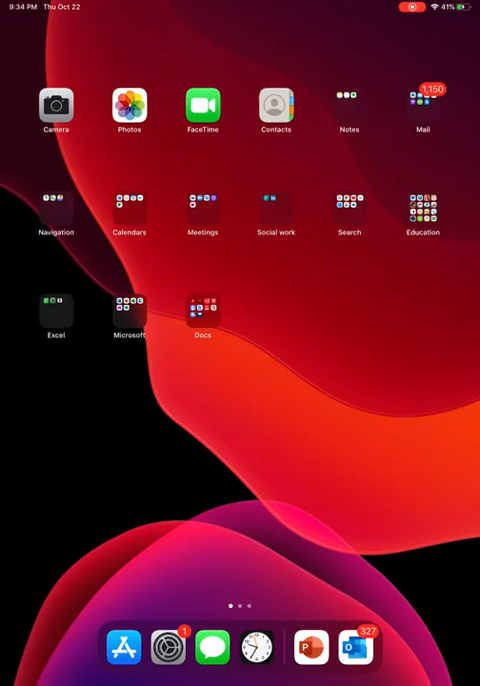 9:34 PM Thu Oct 22
41%
1,150
Camera Photos FaceTime Contacts Notes Mail
Navigation Calendars Meetings Social work Search Education
Excel Microsoft Docs
1
327